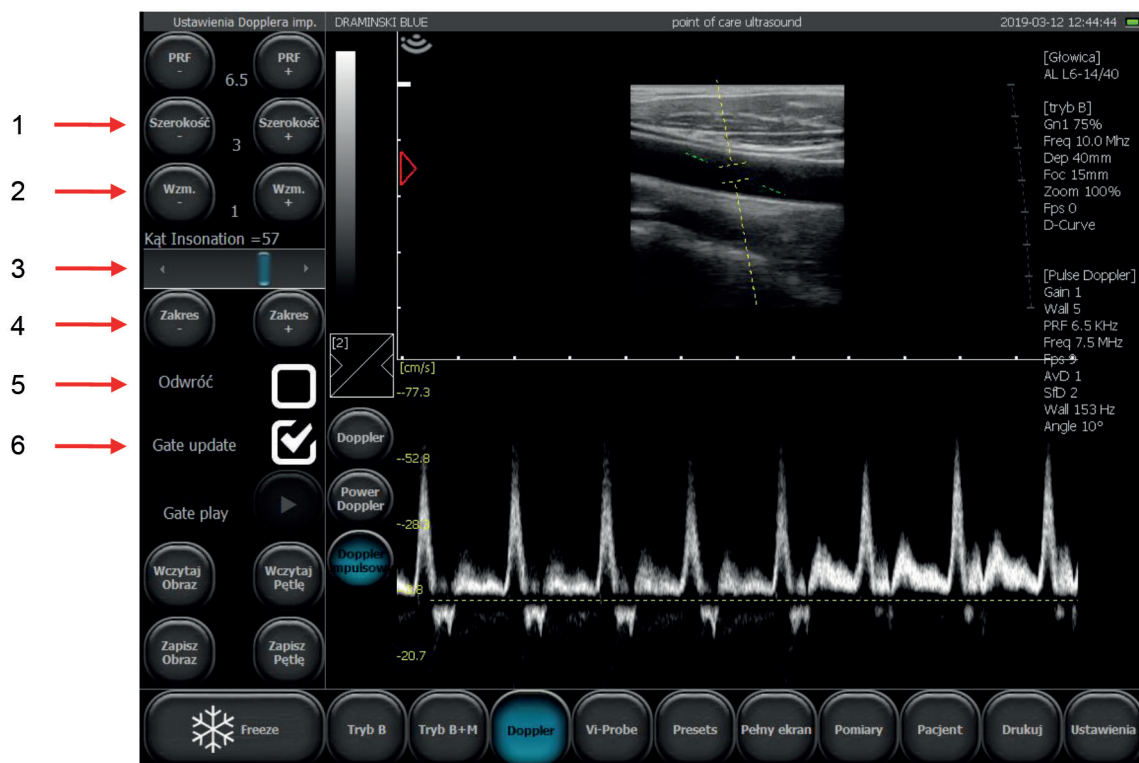 Ustawienia Dopplera imp.
DRAMINSKI BLUE
point of care ultrasound
2019-03-12 12:44:44
PRF
-
6.5
PRF
+
1
Szerokość
-
3
Szerokość
+
2
Wzm.
-
1
Wzm.
+
Kąt Insonation =57
3
4
Zakres
-
Zakres
+
5
Odwróć
6
Gate update
Gate play
Wczytaj
Obraz
Wczytaj
Pętlę
Zapisz
Obraz
Zapisz
Pętlę
[2]
Doppler
Power
Doppler
Doppler
[Głowica]
AL L6-14/40
[tryb B]
Gn1 75%
Freq 10.0 Mhz
Dep 40mm
Foc 15mm
Zoom 100%
Fps 0
D-Curve
[Pulse Doppler]
Gain 1
Wall 5
PRF 6.5 KHz
Freq 7.5 MHz
Fps 9
AvD 1
SfD 2
Wall 153 Hz
Angle 10°
[cm/s]
--77.3
--52.8
-20.7
Freeze
Tryb B
Tryb B+M
Doppler
Vi-Probe
Presets
Pełny ekran
Pomiary
Pacjent
Drukuj
Ustawienia